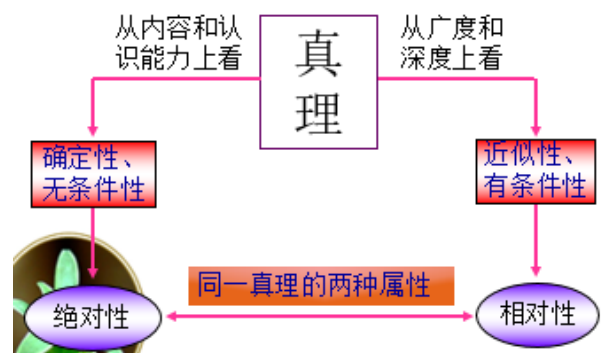 从内容和认
识能力上看
真
理
从广度和
深度上看
确定性、
无条件性
近似性、
有条件性
同一真理的两种属性
绝对性
相对性